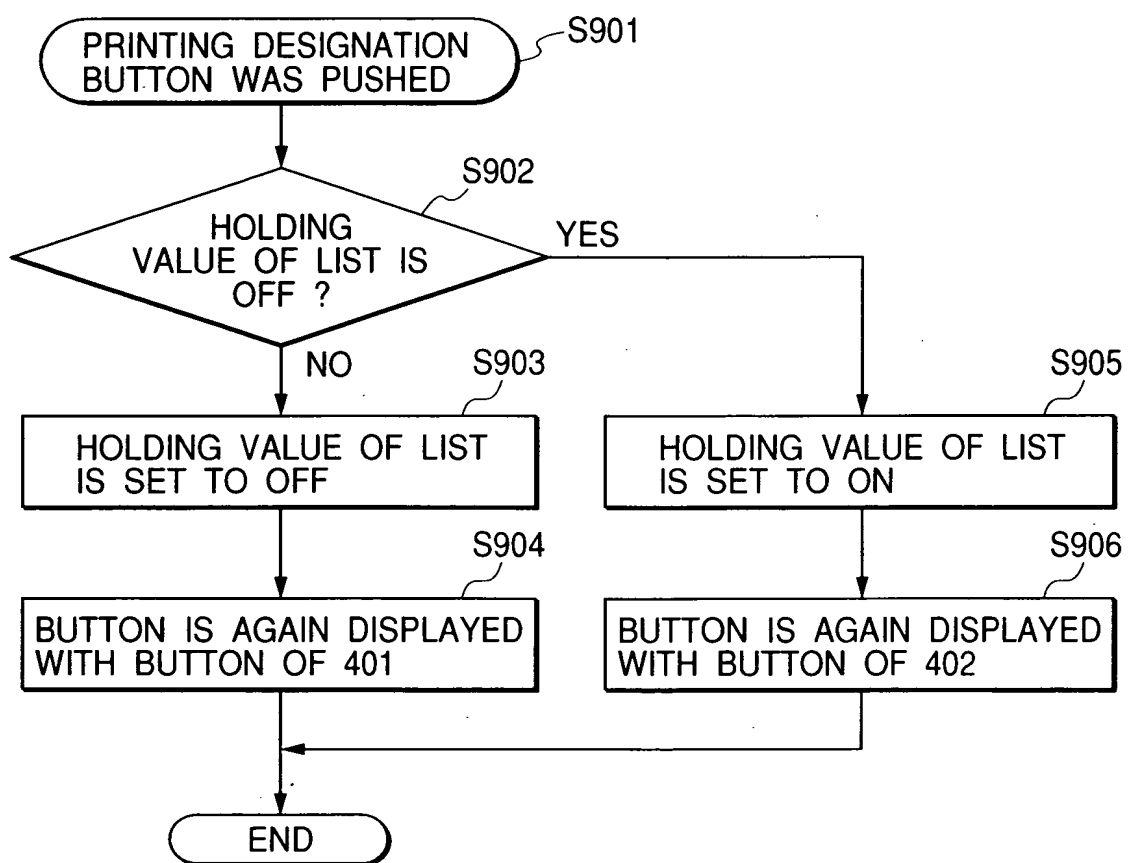 PRINTING DESIGNATION
BUTTON WAS PUSHED
S901
S902
HOLDING
VALUE OF LIST IS
OFF ?
YES
NO
S903
HOLDING VALUE OF LIST
IS SET TO OFF
S905
HOLDING VALUE OF LIST
IS SET TO ON
S904
BUTTON IS AGAIN DISPLAYED
WITH BUTTON OF 401
S906
BUTTON IS AGAIN DISPLAYED
WITH BUTTON OF 402
END